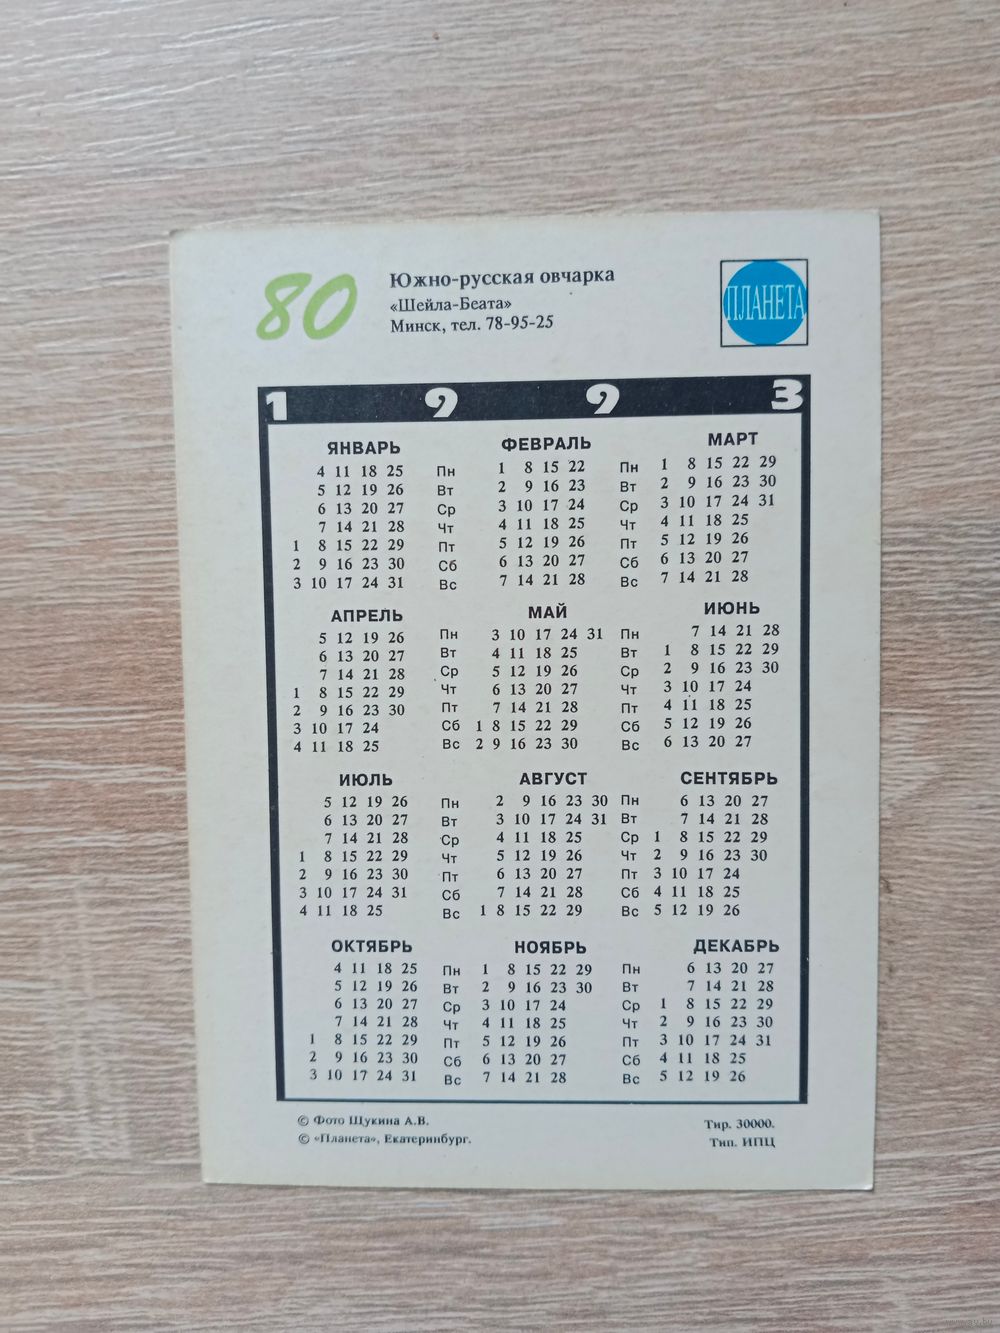 80
Южно-русская овчарка
«Шейла-Беата»
Минск, тел. 78-95-25
ПЛАНЕТА
1 9 9 3
ЯНВАРЬ ФЕВРАЛЬ МАРТ
4 11 18 25 Пн 1 8 15 22 Пн 1 8 15 22 29
5 12 19 26 Вт 2 9 16 23 Вт 2 9 16 23 30
6 13 20 27 Ср 3 10 17 24 Ср 3 10 17 24 31
7 14 21 28 Чт 4 11 18 25 Чт 4 11 18 25
1 8 15 22 29 Пт 5 12 19 26 Пт 5 12 19 26
2 9 16 23 30 Сб 6 13 20 27 Сб 6 13 20 27
3 10 17 24 31 Вс 7 14 21 28 Вс 7 14 21 28
АПРЕЛЬ МАЙ ИЮНЬ
5 12 19 26 Пн 3 10 17 24 31 Пн 7 14 21 28
6 13 20 27 Вт 4 11 18 25 Вт 1 8 15 22 29
7 14 21 28 Ср 5 12 19 26 Ср 2 9 16 23 30
1 8 15 22 29 Чт 6 13 20 27 Чт 3 10 17 24
2 9 16 23 30 Пт 7 14 21 28 Пт 4 11 18 25
3 10 17 24 Сб 1 8 15 22 29 Сб 5 12 19 26
4 11 18 25 Вс 2 9 16 23 30 Вс 6 13 20 27
ИЮЛЬ АВГУСТ СЕНТЯБРЬ
5 12 19 26 Пн 2 9 16 23 30 Пн 6 13 20 27
6 13 20 27 Вт 3 10 17 24 31 Вт 7 14 21 28
7 14 21 28 Ср 4 11 18 25 Ср 1 8 15 22 29
1 8 15 22 29 Чт 5 12 19 26 Чт 2 9 16 23 30
2 9 16 23 30 Пт 6 13 20 27 Пт 3 10 17 24
3 10 17 24 31 Сб 7 14 21 28 Сб 4 11 18 25
4 11 18 25 Вс 1 8 15 22 29 Вс 5 12 19 26
ОКТЯБРЬ НОЯБРЬ ДЕКАБРЬ
4 11 18 25 Пн 1 8 15 22 29 Пн 6 13 20 27
5 12 19 26 Вт 2 9 16 23 30 Вт 7 14 21 28
6 13 20 27 Ср 3 10 17 24 Ср 1 8 15 22 29
7 14 21 28 Чт 4 11 18 25 Чт 2 9 16 23 30
1 8 15 22 29 Пт 5 12 19 26 Пт 3 10 17 24 31
2 9 16 23 30 Сб 6 13 20 27 Сб 4 11 18 25
3 10 17 24 31 Вс 7 14 21 28 Вс 5 12 19 26
© Фото Щукина А.В. Тир. 30000.
© «Планета», Екатеринбург. Тип. ИПЦ